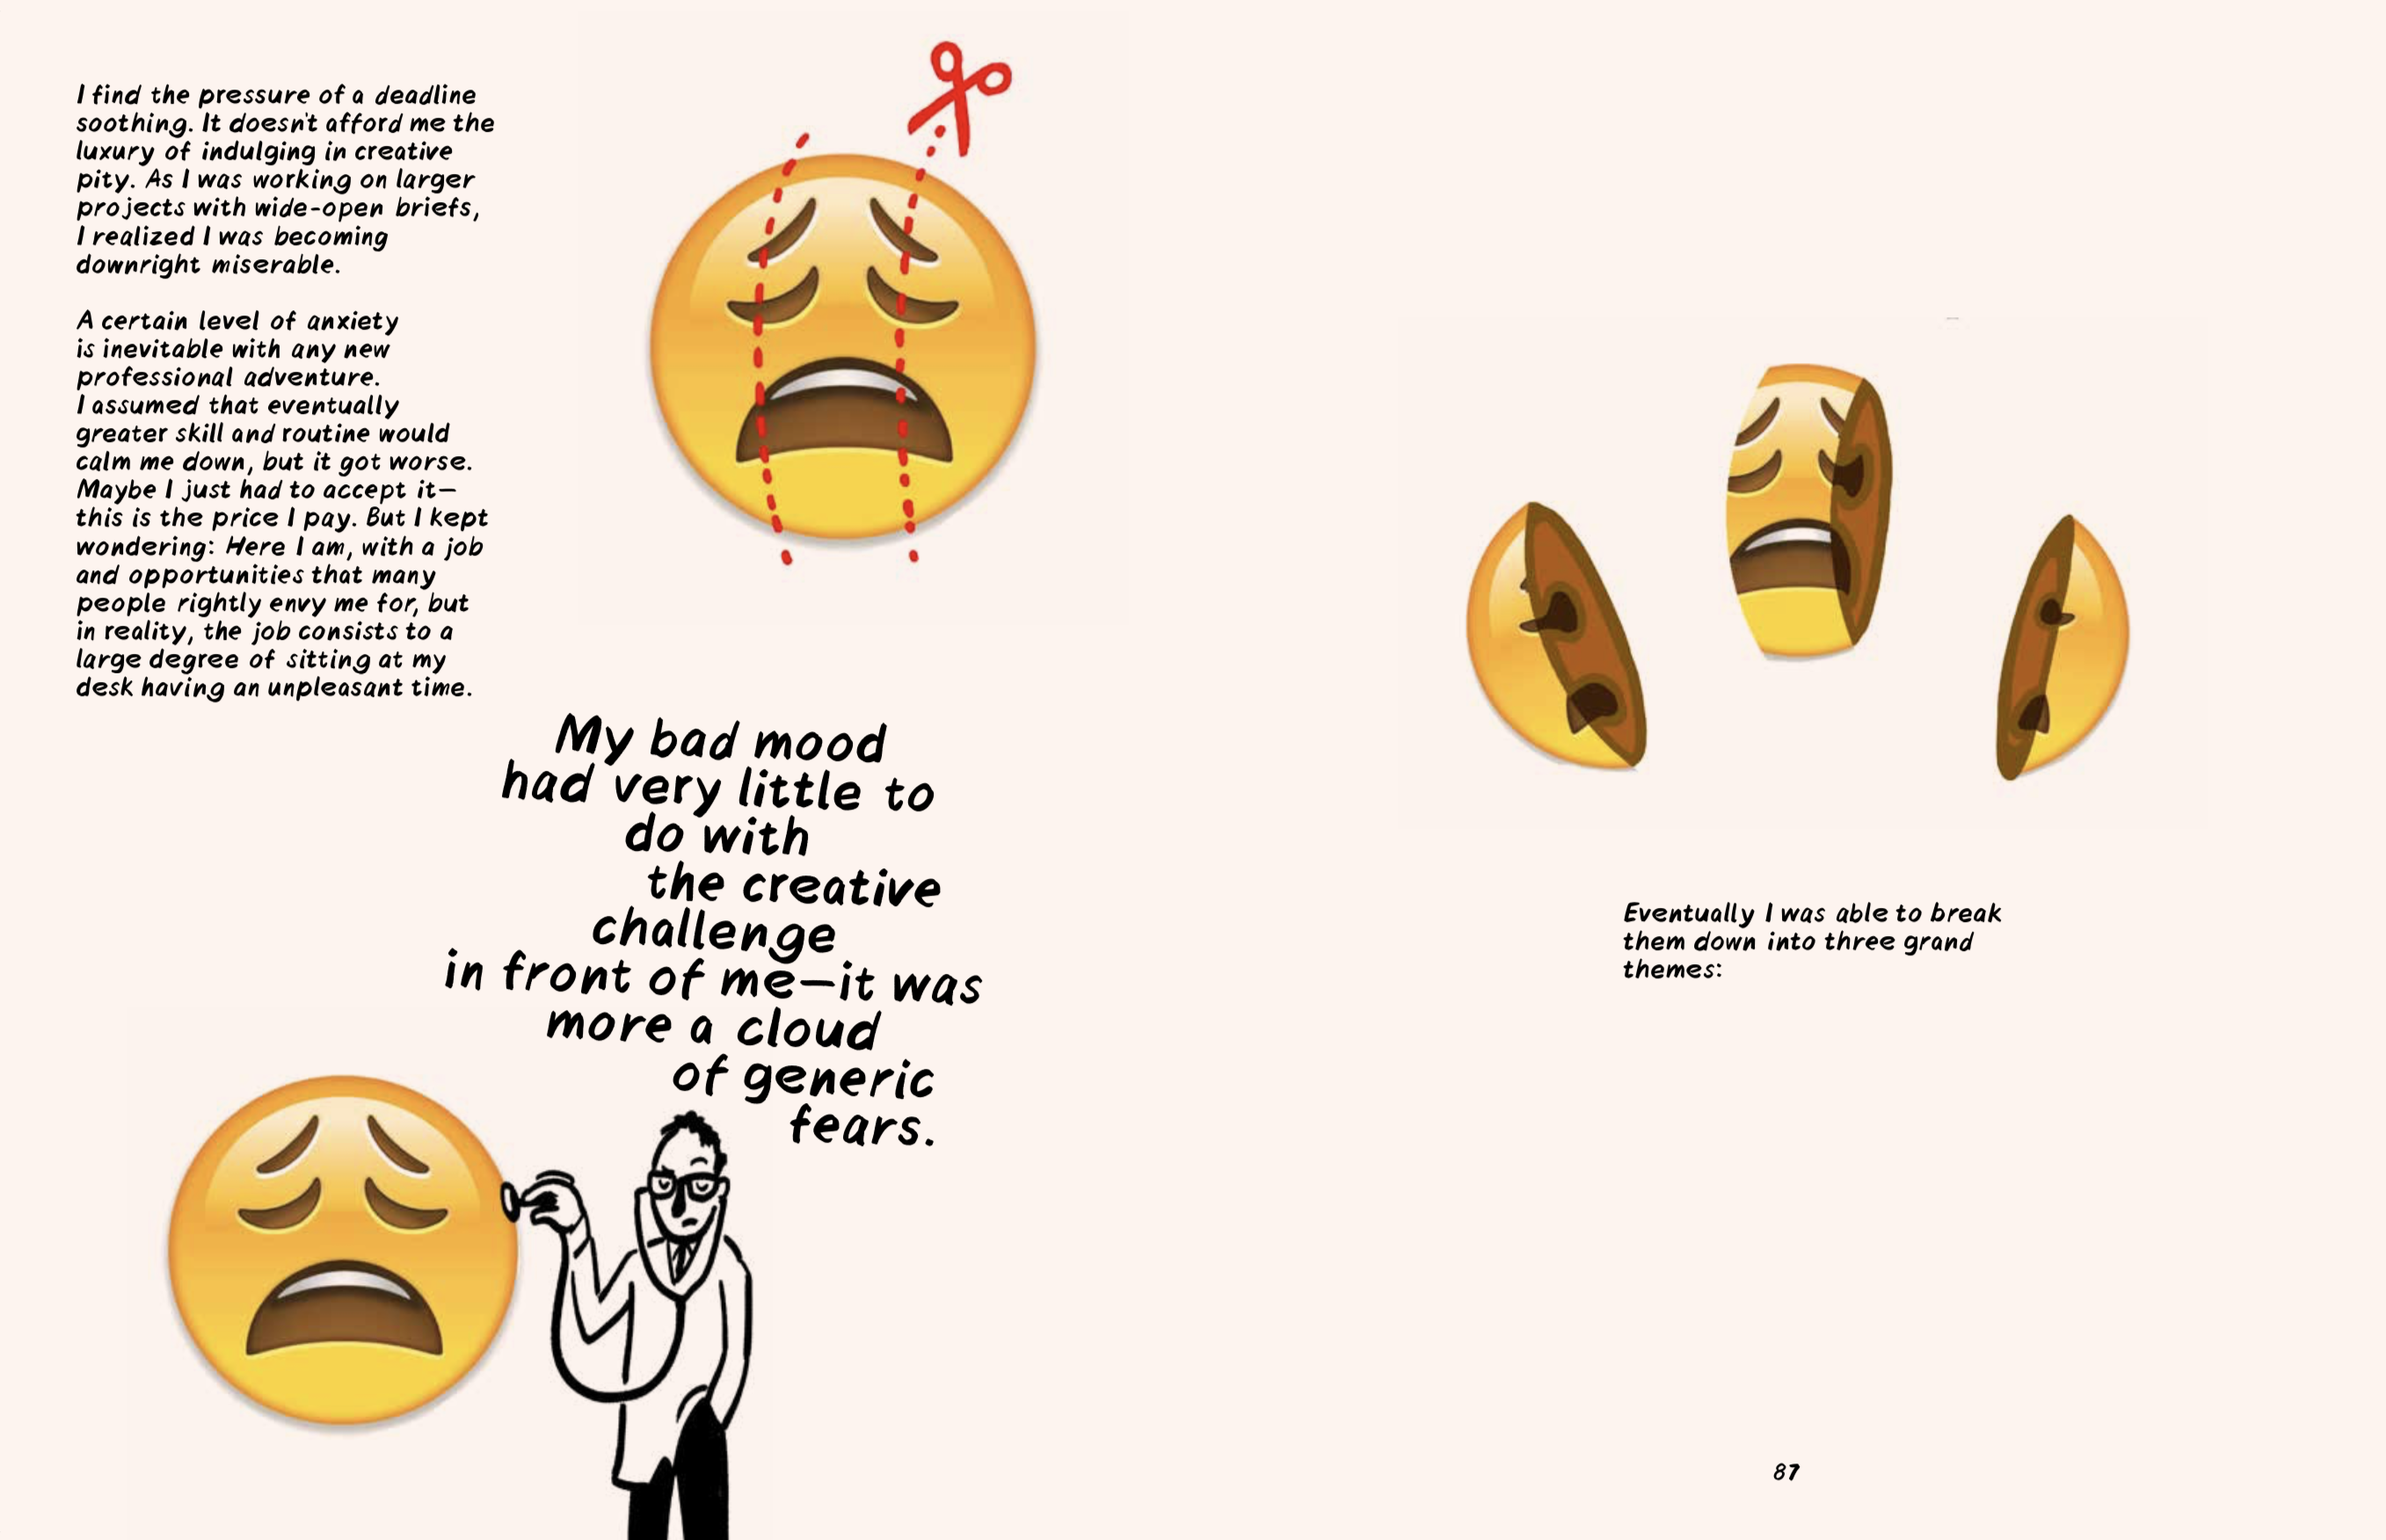 I find the pressure of a deadline
soothing. It doesn't afford me the
luxury of indulging in creative
pity. As I was working on larger
projects with wide-open briefs,
I realized I was becoming
downright miserable.
A certain level of anxiety
is inevitable with any new
professional adventure.
I assumed that eventually
greater skill and routine would
calm me down, but it got worse.
Maybe I just had to accept it—
this is the price I pay. But I kept
wondering: Here I am, with a job
and opportunities that many
people rightly envy me for, but
in reality, the job consists to a
large degree of sitting at my
desk having an unpleasant time.
My bad mood
had very little to
do with
the creative
challenge
in front of me—it was
more a cloud
of generic
fears.
Eventually I was able to break
them down into three grand
themes:
87